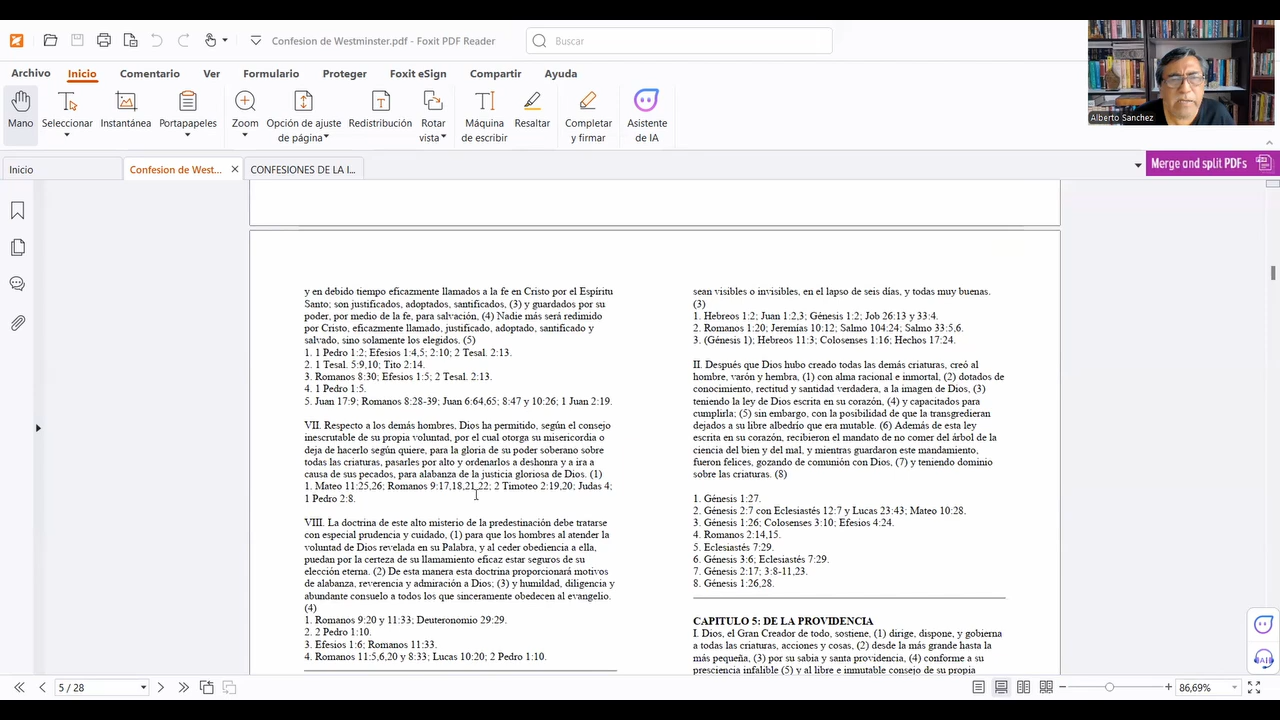 Confesion de Westminster.pdf - Foxit PDF Reader
Buscar
Archivo
Inicio
Comentario
Ver
Formulario
Proteger
Foxit eSign
Compartir
Ayuda
Mano
Seleccionar
Instantánea
Portapapeles
Zoom
Opción de ajuste
de página
Redistribución
Rotar
vista
Máquina
de escribir
Resaltar
Completar
y firmar
Asistente
de IA
Alberto Sanchez
Inicio
Confesion de West...
CONFESIONES DE LA I...
Merge and split PDFs
y en debido tiempo eficazmente llamados a la fe en Cristo por el Espíritu
Santo; son justificados, adoptados, santificados, (3) y guardados por su
poder, por medio de la fe, para salvación, (4) Nadie más será redimido
por Cristo, eficazmente llamado, justificado, adoptado, santificado y
salvado, sino solamente los elegidos. (5)
1. 1 Pedro 1:2; Efesios 1:4,5; 2:10; 2 Tesal. 2:13.
2. 1 Tesal. 5:9,10; Tito 2:14.
3. Romanos 8:30; Efesios 1:5; 2 Tesal. 2:13.
4. 1 Pedro 1:5.
5. Juan 17:9; Romanos 8:28-39; Juan 6:64,65; 8:47 y 10:26; 1 Juan 2:19.
VII. Respecto a los demás hombres, Dios ha permitido, según el consejo
inescrutable de su propia voluntad, por el cual otorga su misericordia o
deja de hacerlo según quiere, para la gloria de su poder soberano sobre
todas las criaturas, pasarles por alto y ordenarlos a deshonra y a ira a
causa de sus pecados, para alabanza de la justicia gloriosa de Dios. (1)
1. Mateo 11:25,26; Romanos 9:17,18,21,22; 2 Timoteo 2:19,20; Judas 4;
1 Pedro 2:8.
VIII. La doctrina de este alto misterio de la predestinación debe tratarse
con especial prudencia y cuidado, (1) para que los hombres al atender la
voluntad de Dios revelada en su Palabra, y al ceder obediencia a ella,
puedan por la certeza de su llamamiento eficaz estar seguros de su
elección eterna. (2) De esta manera esta doctrina proporcionará motivos
de alabanza, reverencia y admiración a Dios; (3) y humildad, diligencia y
abundante consuelo a todos los que sinceramente obedecen al evangelio.
(4)
1. Romanos 9:20 y 11:33; Deuteronomio 29:29.
2. 2 Pedro 1:10.
3. Efesios 1:6; Romanos 11:33.
4. Romanos 11:5,6,20 y 8:33; Lucas 10:20; 2 Pedro 1:10.
sean visibles o invisibles, en el lapso de seis días, y todas muy buenas.
(3)
1. Hebreos 1:2; Juan 1:2,3; Génesis 1:2; Job 26:13 y 33:4.
2. Romanos 1:20; Jeremías 10:12; Salmo 104:24; Salmo 33:5,6.
3. (Génesis 1); Hebreos 11:3; Colosenses 1:16; Hechos 17:24.
II. Después que Dios hubo creado todas las demás criaturas, creó al
hombre, varón y hembra, (1) con alma racional e inmortal, (2) dotados de
conocimiento, rectitud y santidad verdadera, a la imagen de Dios, (3)
teniendo la ley de Dios escrita en su corazón, (4) y capacitados para
cumplirla; (5) sin embargo, con la posibilidad de que la transgredieran
dejados a su libre albedrío que era mutable. (6) Además de esta ley
escrita en su corazón, recibieron el mandato de no comer del árbol de la
ciencia del bien y del mal, y mientras guardaron este mandamiento,
fueron felices, gozando de comunión con Dios, (7) y teniendo dominio
sobre las criaturas. (8)
1. Génesis 1:27.
2. Génesis 2:7 con Eclesiastés 12:7 y Lucas 23:43; Mateo 10:28.
3. Génesis 1:26; Colosenses 3:10; Efesios 4:24.
4. Romanos 2:14,15.
5. Eclesiastés 7:29.
6. Génesis 3:6; Eclesiastés 7:29.
7. Génesis 2:17; 3:8-11,23.
8. Génesis 1:26,28.
CAPITULO 5: DE LA PROVIDENCIA
I. Dios, el Gran Creador de todo, sostiene, (1) dirige, dispone, y gobierna
a todas las criaturas, acciones y cosas, (2) desde la más grande hasta la
más pequeña, (3) por su sabia y santa providencia, (4) conforme a su
presciencia infalible (5) y al libre e inmutable consejo de su propia
5 / 28
86,69%